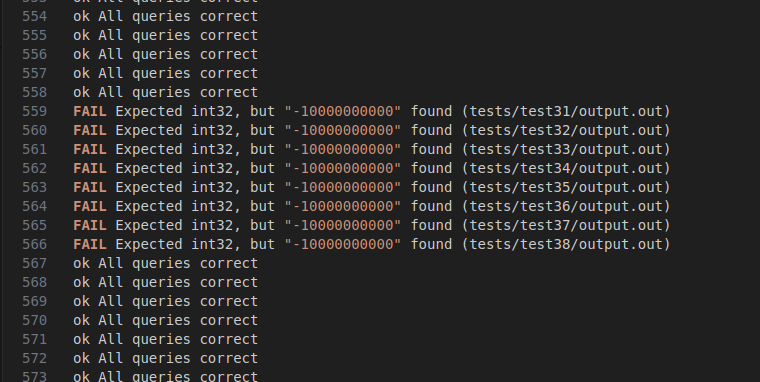 554 ok All queries correct
555 ok All queries correct
556 ok All queries correct
557 ok All queries correct
558 ok All queries correct
559 FAIL Expected int32, but "-10000000000" found (tests/test31/output.out)
560 FAIL Expected int32, but "-10000000000" found (tests/test32/output.out)
561 FAIL Expected int32, but "-10000000000" found (tests/test33/output.out)
562 FAIL Expected int32, but "-10000000000" found (tests/test34/output.out)
563 FAIL Expected int32, but "-10000000000" found (tests/test35/output.out)
564 FAIL Expected int32, but "-10000000000" found (tests/test36/output.out)
565 FAIL Expected int32, but "-10000000000" found (tests/test37/output.out)
566 FAIL Expected int32, but "-10000000000" found (tests/test38/output.out)
567 ok All queries correct
568 ok All queries correct
569 ok All queries correct
570 ok All queries correct
571 ok All queries correct
572 ok All queries correct
573 ok All queries correct